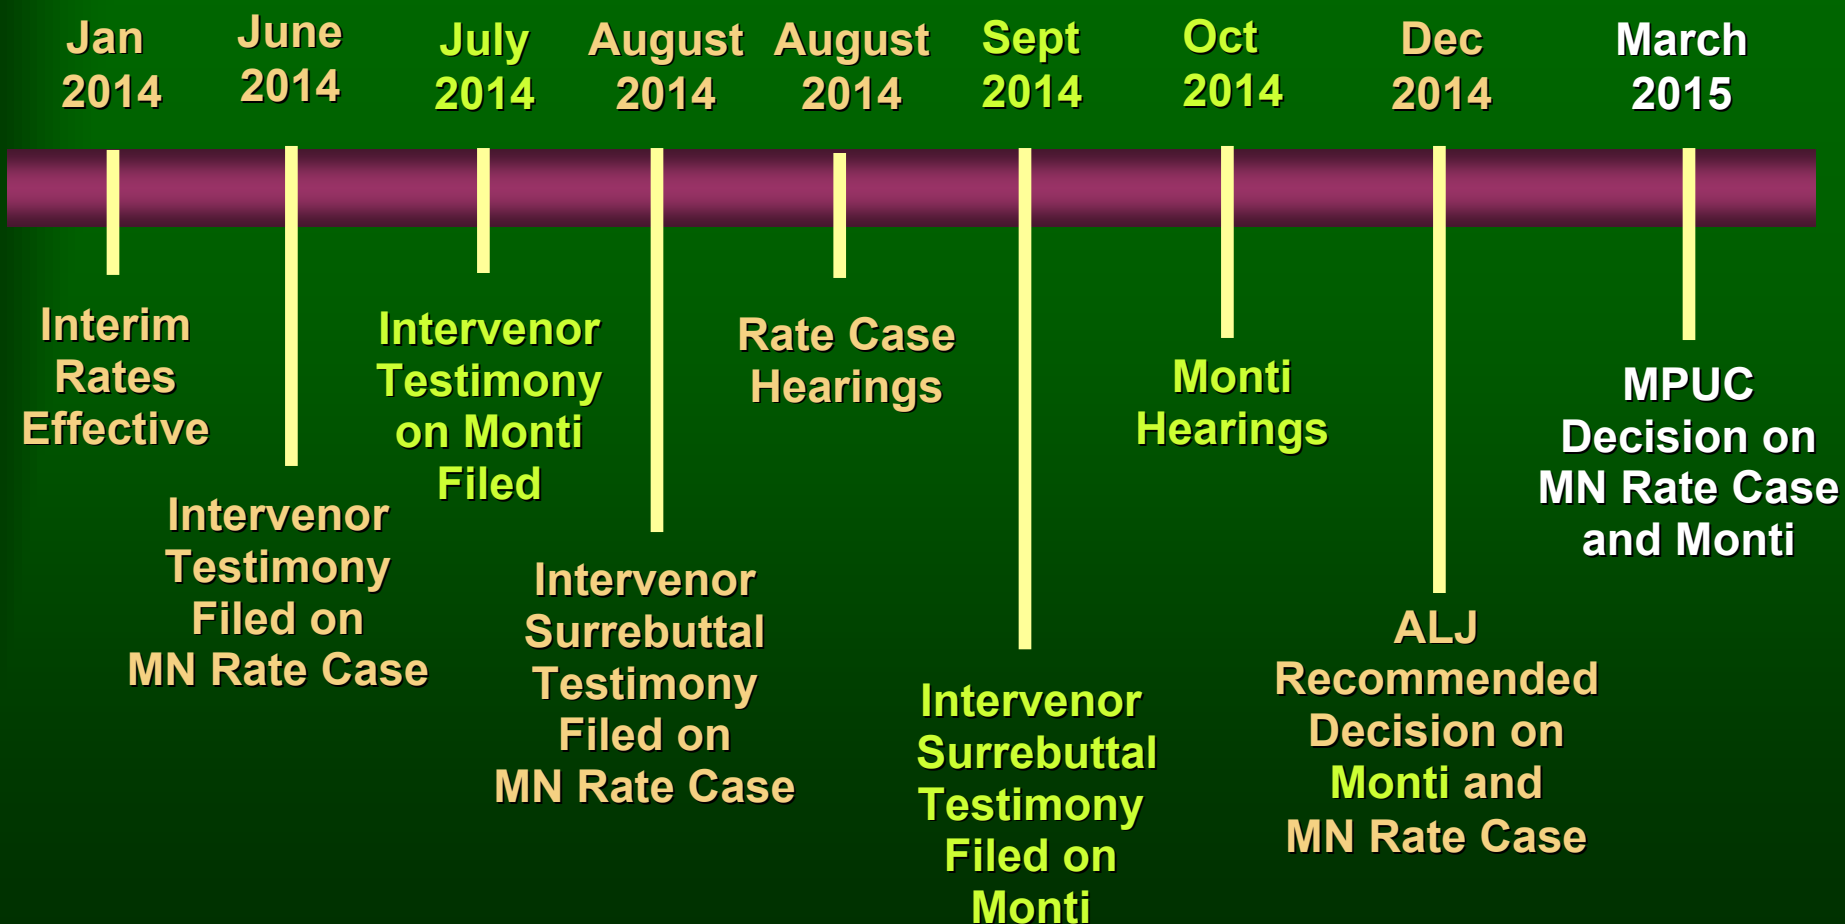 Jan
2014
June
2014
July
2014
August
2014
August
2014
Sept
2014
Oct
2014
Dec
2014
March
2015
Interim
Rates
Effective
Intervenor
Testimony
Filed on
MN Rate Case
Intervenor
Testimony
on Monti
Filed
Intervenor
Surrebuttal
Testimony
Filed on
MN Rate Case
Rate Case
Hearings
Intervenor
Surrebuttal
Testimony
Filed on
Monti
Monti
Hearings
ALJ
Recommended
Decision on
Monti and
MN Rate Case
MPUC
Decision on
MN Rate Case
and Monti